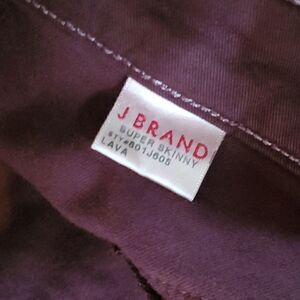 J BRAND
SUPER SKINNY
STY#801J605
LAVA